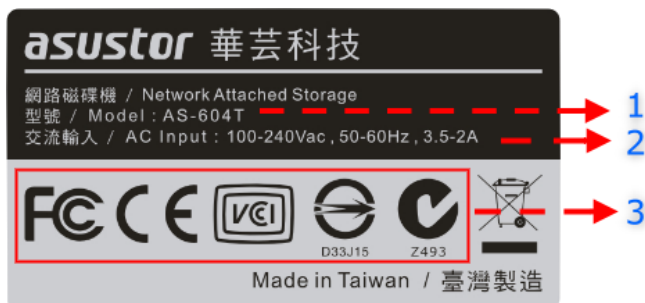 asustor 華芸科技
網路磁碟機 / Network Attached Storage
型號 / Model : AS-604T
1
交流輸入 / AC Input : 100-240Vac , 50-60Hz , 3.5-2A
2
FC CE VCI
D33J15
Z493
3
Made in Taiwan / 臺灣製造